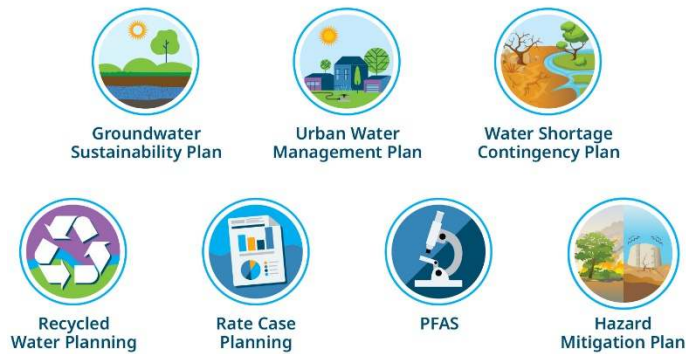 Groundwater
Sustainability Plan
Urban Water
Management Plan
Water Shortage
Contingency Plan
Recycled
Water Planning
Rate Case
Planning
PFAS
Hazard
Mitigation Plan